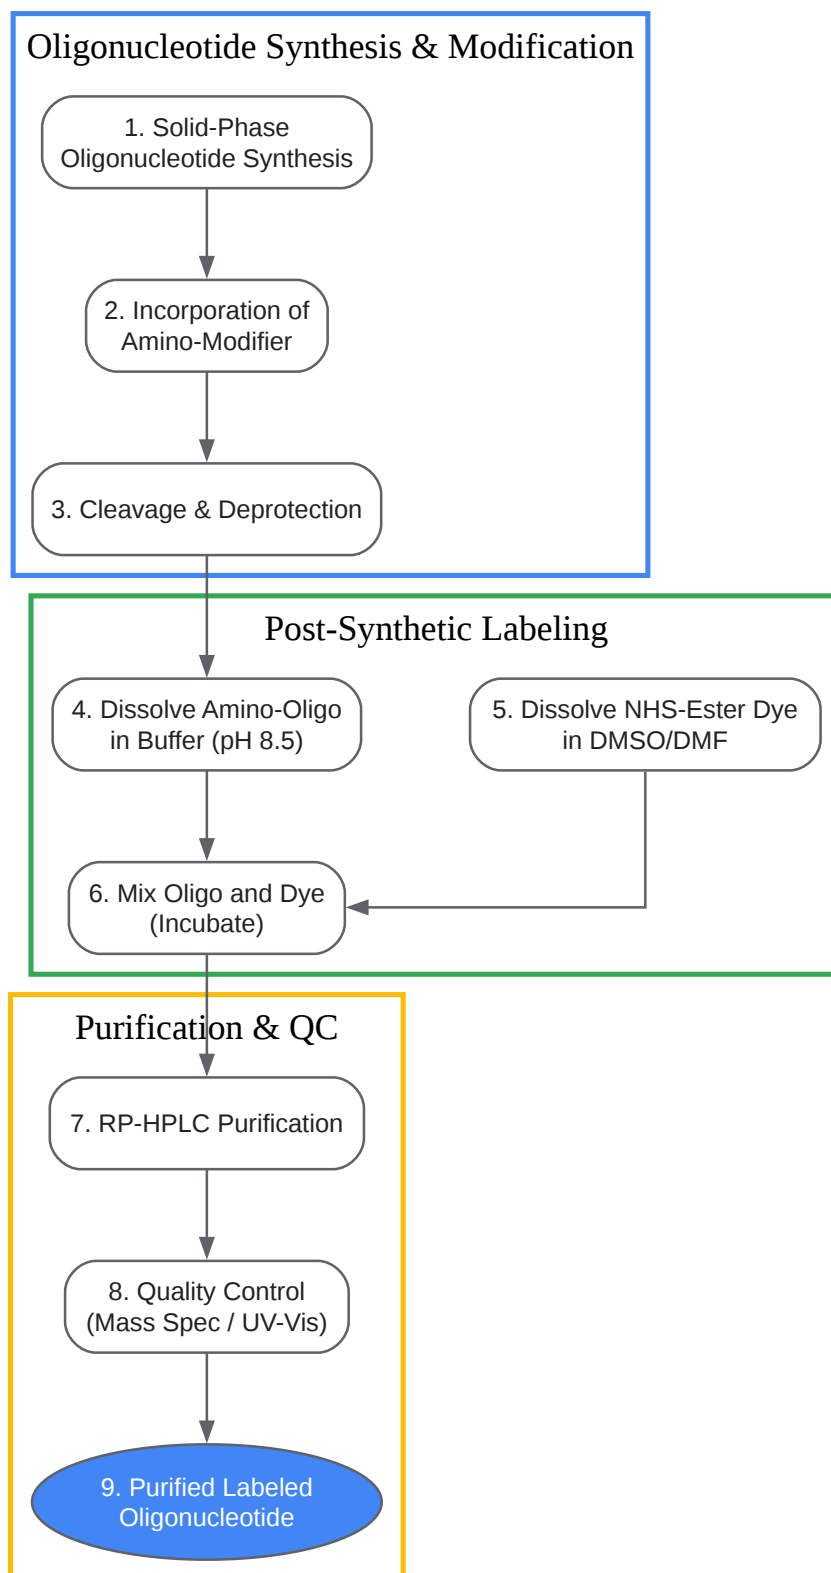 Oligonucleotide Synthesis & Modification
1. Solid-Phase
Oligonucleotide Synthesis
2. Incorporation of
Amino-Modifier
3. Cleavage & Deprotection
Post-Synthetic Labeling
4. Dissolve Amino-Oligo
in Buffer (pH 8.5)
5. Dissolve NHS-Ester Dye
in DMSO/DMF
6. Mix Oligo and Dye
(Incubate)
Purification & QC
7. RP-HPLC Purification
8. Quality Control
(Mass Spec / UV-Vis)
9. Purified Labeled
Oligonucleotide